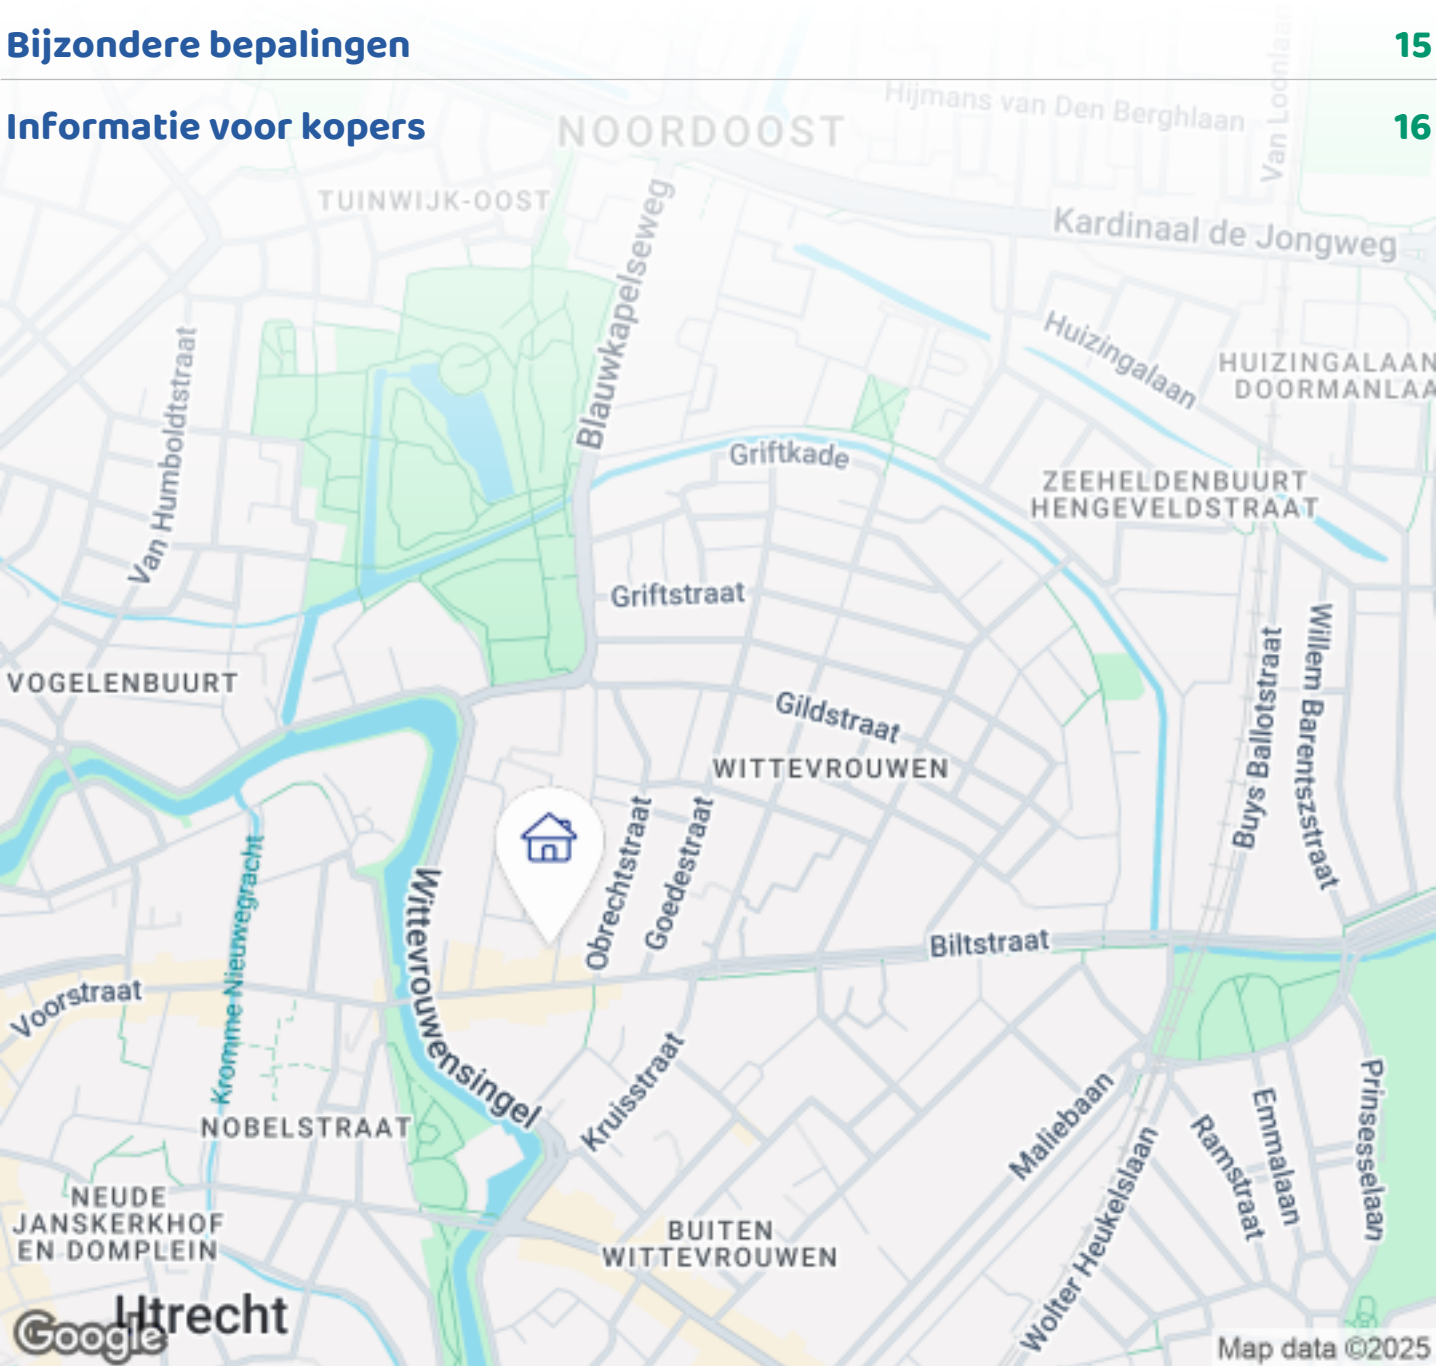 Bijzondere bepalingen 15
Informatie voor kopers 16
Hijmans van Den Berghlaan
Van Loonlaan
NOORDOOST
TUINWIJK-OOST
Blauwkapelseweg
Kardinaal de Jongweg
Van Humboldtstraat
Huizingalaan
HUIZINGALAAN
DOORMANLAA
Griftkade
ZEEHELDENBUURT
HENGEVELDSTRAAT
Griftstraat
VOGELENBUURT
Gildstraat
WITTEVROUWEN
Buys Ballotstraat
Willem Barentszstraat
Obrechtstraat
Goedestraat
Wittevrouwensingel
Kromme Nieuwegracht
Biltstraat
Voorstraat
Kruisstraat
NOBELSTRAAT
Maliebaan
Ramstraat
Emmalaan
Prinsesselaan
Wolter Heukelslaan
NEUDE
JANSKERKHOF
EN DOMPLEIN
BUITEN
WITTEVROUWEN
Utrecht
Google
Map data ©2025